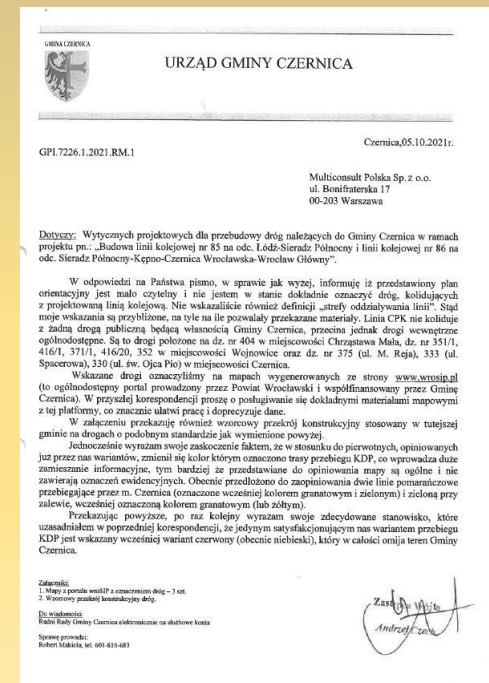 GMINA CZERNICA
URZĄD GMINY CZERNICA
Czernica,05.10.2021r.
GPI.7226.1.2021.RM.1
Multiconsult Polska Sp. z o.o.
ul. Bonifraterska 17
00-203 Warszawa
Dotyczy: Wytycznych projektowych dla przebudowy dróg należących do Gminy Czernica w ramach
projektu pn.: „Budowa linii kolejowej nr 85 na odc. Łódź-Sieradz Północny i linii kolejowej nr 86 na
odc. Sieradz Północny-Kępno-Czernica Wrocławska-Wrocław Główny”.
W odpowiedzi na Państwa pismo, w sprawie jak wyżej, informuję iż przedstawiony plan
orientacyjny jest mało czytelny i nie jestem w stanie dokładnie oznaczyć dróg, kolidujących
z projektowaną linią kolejową. Nie wskazaliście również definicji „strefy oddziaływania linii”. Stąd
moje wskazania są przybliżone, na tyle na ile pozwalały przekazane materiały. Linia CPK nie koliduje
z żadną drogą publiczną będącą własnością Gminy Czernica, przecina jednak drogi wewnętrzne
ogólnodostępne. Są to drogi położone na dz. nr 404 w miejscowości Chrząstawa Mała, dz. nr 351/1,
416/1, 371/1, 416/20, 352 w miejscowości Wojnowice oraz dz. nr 375 (ul. M. Reja), 333 (ul.
Spacerowa), 330 (ul. św. Ojca Pio) w miejscowości Czernica.
Wskazane drogi oznaczyliśmy na mapach wygenerowanych ze strony www.wrosip.pl
(to ogólnodostępny portal prowadzony przez Powiat Wrocławski i współfinansowany przez Gminę
Czernica). W przyszłej korespondencji proszę o posługiwanie się dokładnymi materiałami mapowymi
z tej platformy, co znacznie ułatwi pracę i doprecyzuje dane.
W załączeniu przekazuję również wzorcowy przekrój konstrukcyjny stosowany w tutejszej
gminie na drogach o podobnym standardzie jak wymienione powyżej.
Jednocześnie wyrażam swoje zaskoczenie faktem, że w stosunku do pierwotnych, opiniowanych
już przez nas wariantów, zmienił się kolor którym oznaczono trasy przebiegu KDP, co wprowadza duże
zamieszanie informacyjne, tym bardziej że przedstawiane do opiniowania mapy są ogólne i nie
zawierają oznaczeń ewidencyjnych. Obecnie przedłożono do zaopiniowania dwie linie pomarańczowe
przebiegające przez m. Czernica (oznaczone wcześniej kolorem granatowym i zielonym) i zieloną przy
zalewie, wcześniej oznaczoną kolorem granatowym (lub żółtym).
Przekazując powyższe, po raz kolejny wyrażam swoje zdecydowane stanowisko, które
uzasadniałem w poprzedniej korespondencji, że jedynym satysfakcjonującym nas wariantem przebiegu
KDP jest wskazany wcześniej wariant czerwony (obecnie niebieski), który w całości omija teren Gminy
Czernica.
Załączniki:
1. Mapy z portalu wroSIP z oznaczeniem dróg – 3 szt.
2. Wzorcowy przekrój konstrukcyjny dróg.
Do wiadomości:
Radni Rady Gminy Czernica elektronicznie na służbowe konta
Sprawę prowadzi:
Robert Makiola, tel. 601-816-683
Wójta
Andrzej